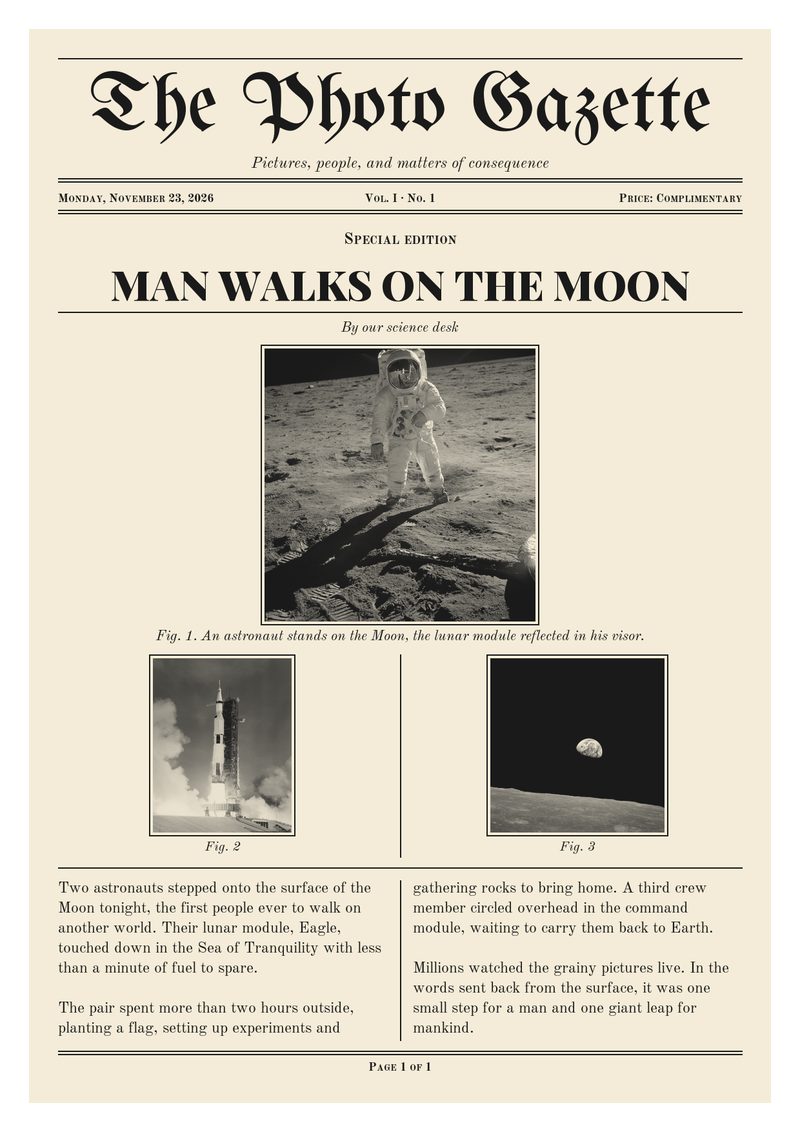 The Photo Gazette
Pictures, people, and matters of consequence
Monday, November 23, 2026
Vol. I · No. 1
Price: Complimentary
Special edition
MAN WALKS ON THE MOON
By our science desk
Fig. 1. An astronaut stands on the Moon, the lunar module reflected in his visor.
Fig. 2
Fig. 3
Two astronauts stepped onto the surface of the
Moon tonight, the first people ever to walk on
another world. Their lunar module, Eagle,
touched down in the Sea of Tranquility with less
than a minute of fuel to spare.
The pair spent more than two hours outside,
planting a flag, setting up experiments and
gathering rocks to bring home. A third crew
member circled overhead in the command
module, waiting to carry them back to Earth.
Millions watched the grainy pictures live. In the
words sent back from the surface, it was one
small step for a man and one giant leap for
mankind.
Page 1 of 1